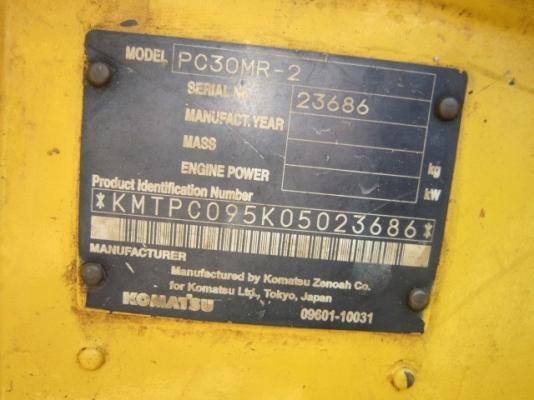 MODEL PC30MR-2
SERIAL NO. 23686
MANUFACT. YEAR
MASS kg
ENGINE POWER kW
Product Identification Number
*KMTPC095K05023686*
MANUFACTURER
Manufactured by Komatsu Zenoah Co.
for Komatsu Ltd., Tokyo, Japan
KOMATSU 09601-10031